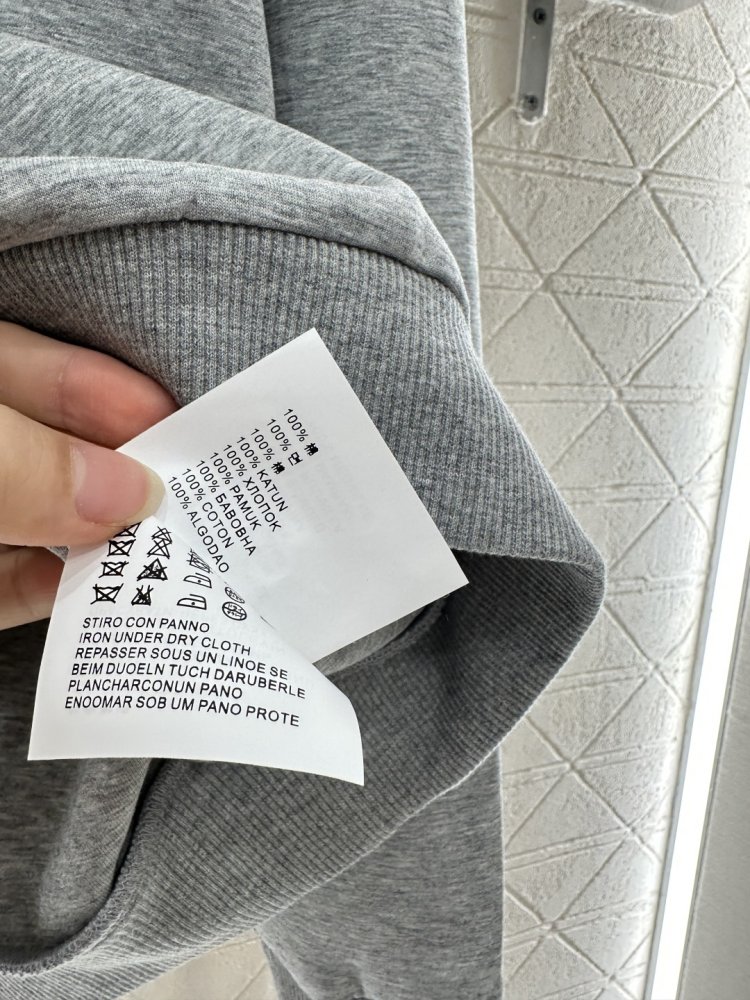 100% 棉
100% 면
100% 棉
100% KATUN
100% ХЛОПОК
100% PAMUK
100% БАВОВНА
100% COTON
100% ALGODAO
STIRO CON PANNO
IRON UNDER DRY CLOTH
REPASSER SOUS UN LINOE SE
BEIM DUOELN TUCH DARUBERLE
PLANCHARCONUN PANO
ENOOMAR SOB UM PANO PROTE